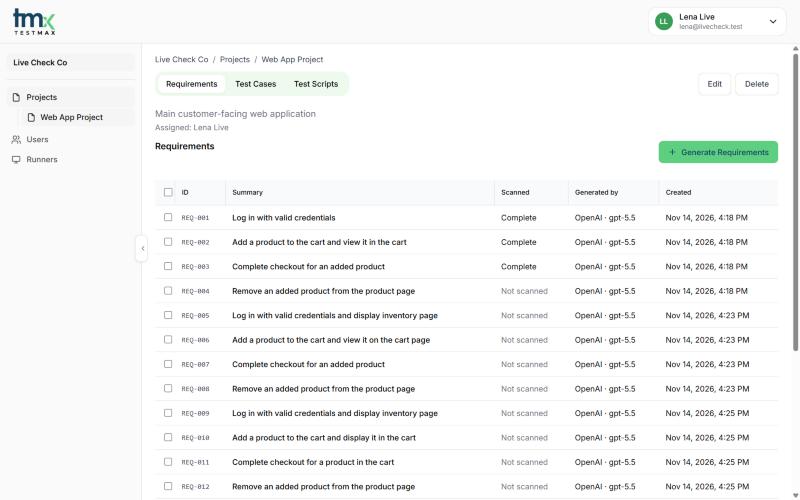 tmx
TESTMAX
LL
Lena Live
lena@livecheck.test
Live Check Co
Projects
Web App Project
Users
Runners
Live Check Co / Projects / Web App Project
Requirements Test Cases Test Scripts
Edit Delete
Main customer-facing web application
Assigned: Lena Live
Requirements
+ Generate Requirements
ID Summary Scanned Generated by Created
REQ-001 Log in with valid credentials Complete OpenAI · gpt-5.5 Nov 14, 2026, 4:18 PM
REQ-002 Add a product to the cart and view it in the cart Complete OpenAI · gpt-5.5 Nov 14, 2026, 4:18 PM
REQ-003 Complete checkout for an added product Complete OpenAI · gpt-5.5 Nov 14, 2026, 4:18 PM
REQ-004 Remove an added product from the product page Not scanned OpenAI · gpt-5.5 Nov 14, 2026, 4:18 PM
REQ-005 Log in with valid credentials and display inventory page Not scanned OpenAI · gpt-5.5 Nov 14, 2026, 4:23 PM
REQ-006 Add a product to the cart and view it on the cart page Not scanned OpenAI · gpt-5.5 Nov 14, 2026, 4:23 PM
REQ-007 Complete checkout for an added product Not scanned OpenAI · gpt-5.5 Nov 14, 2026, 4:23 PM
REQ-008 Remove an added product from the product page Not scanned OpenAI · gpt-5.5 Nov 14, 2026, 4:23 PM
REQ-009 Log in with valid credentials and display inventory page Not scanned OpenAI · gpt-5.5 Nov 14, 2026, 4:25 PM
REQ-010 Add a product to the cart and display it in the cart Not scanned OpenAI · gpt-5.5 Nov 14, 2026, 4:25 PM
REQ-011 Complete checkout for a product in the cart Not scanned OpenAI · gpt-5.5 Nov 14, 2026, 4:25 PM
REQ-012 Remove an added product from the product page Not scanned OpenAI · gpt-5.5 Nov 14, 2026, 4:25 PM